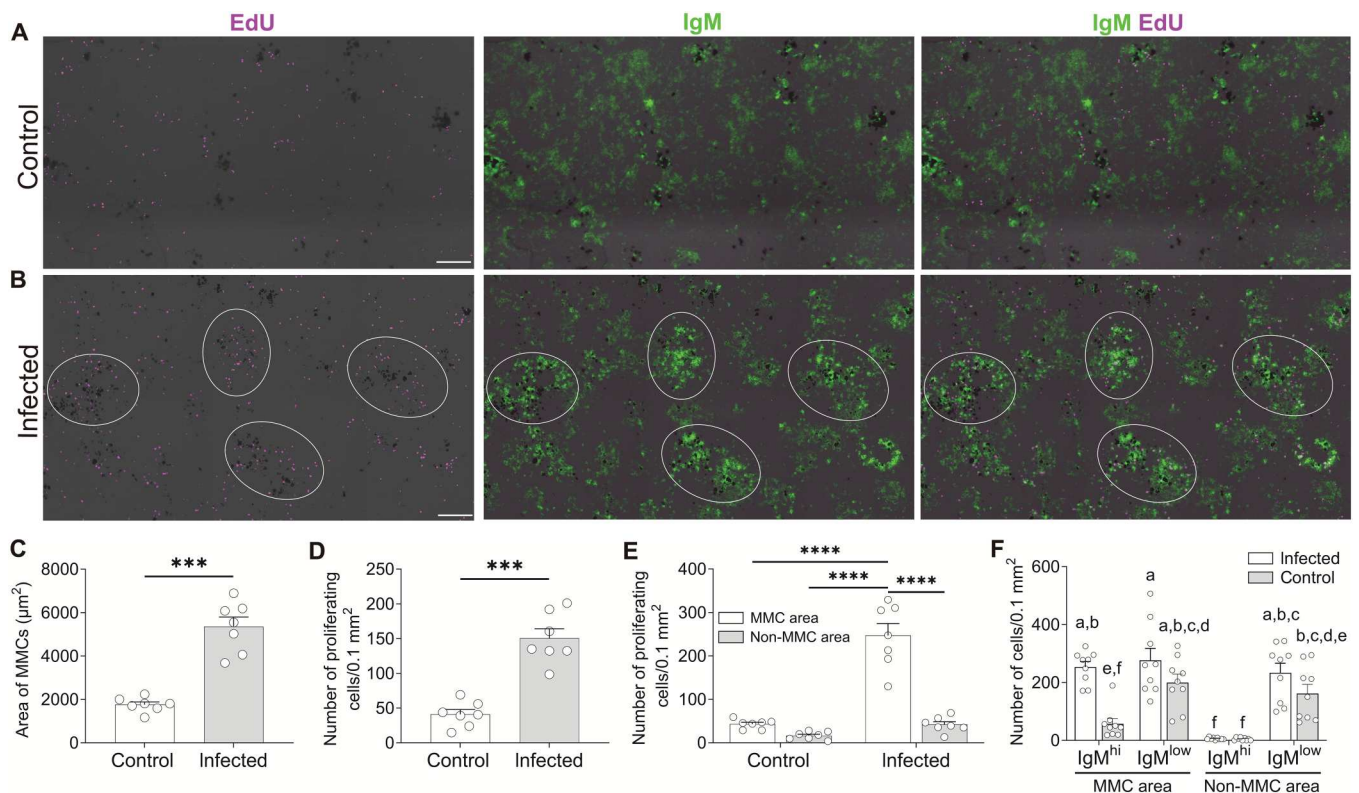 EdU
IgM
IgM EdU
A
Control
B
Infected
C
Area of MMCs (µm²)
8000
6000
4000
2000
0
***
Control
Infected
D
Number of proliferating
cells/0.1 mm²
250
200
150
100
50
0
***
Control
Infected
E
Number of proliferating
cells/0.1 mm²
400
300
200
100
0
****
****
****
MMC area
Non-MMC area
Control
Infected
F
Number of cells/0.1 mm²
600
400
200
0
Infected
Control
a,b
e,f
a
a,b,c,d
f
f
a,b,c
b,c,d,e
IgMhi
IgMlow
IgMhi
IgMlow
MMC area
Non-MMC area